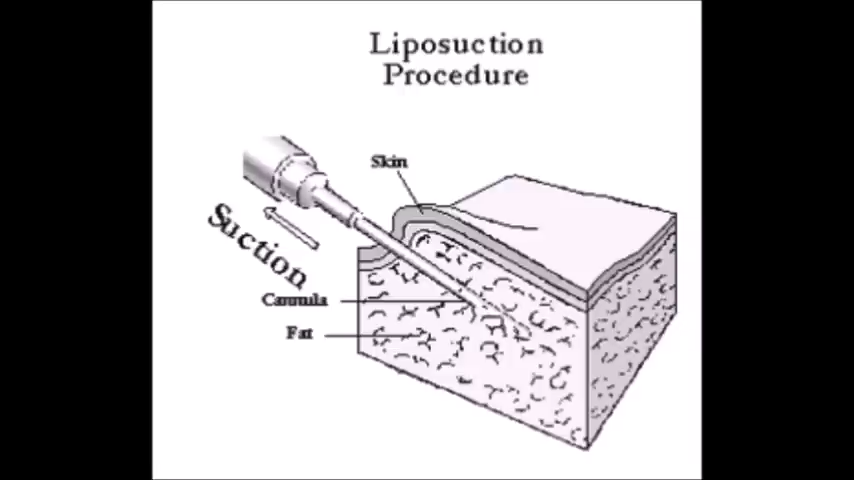 Liposuction
Procedure
Skin
Suction
Cannula
Fat